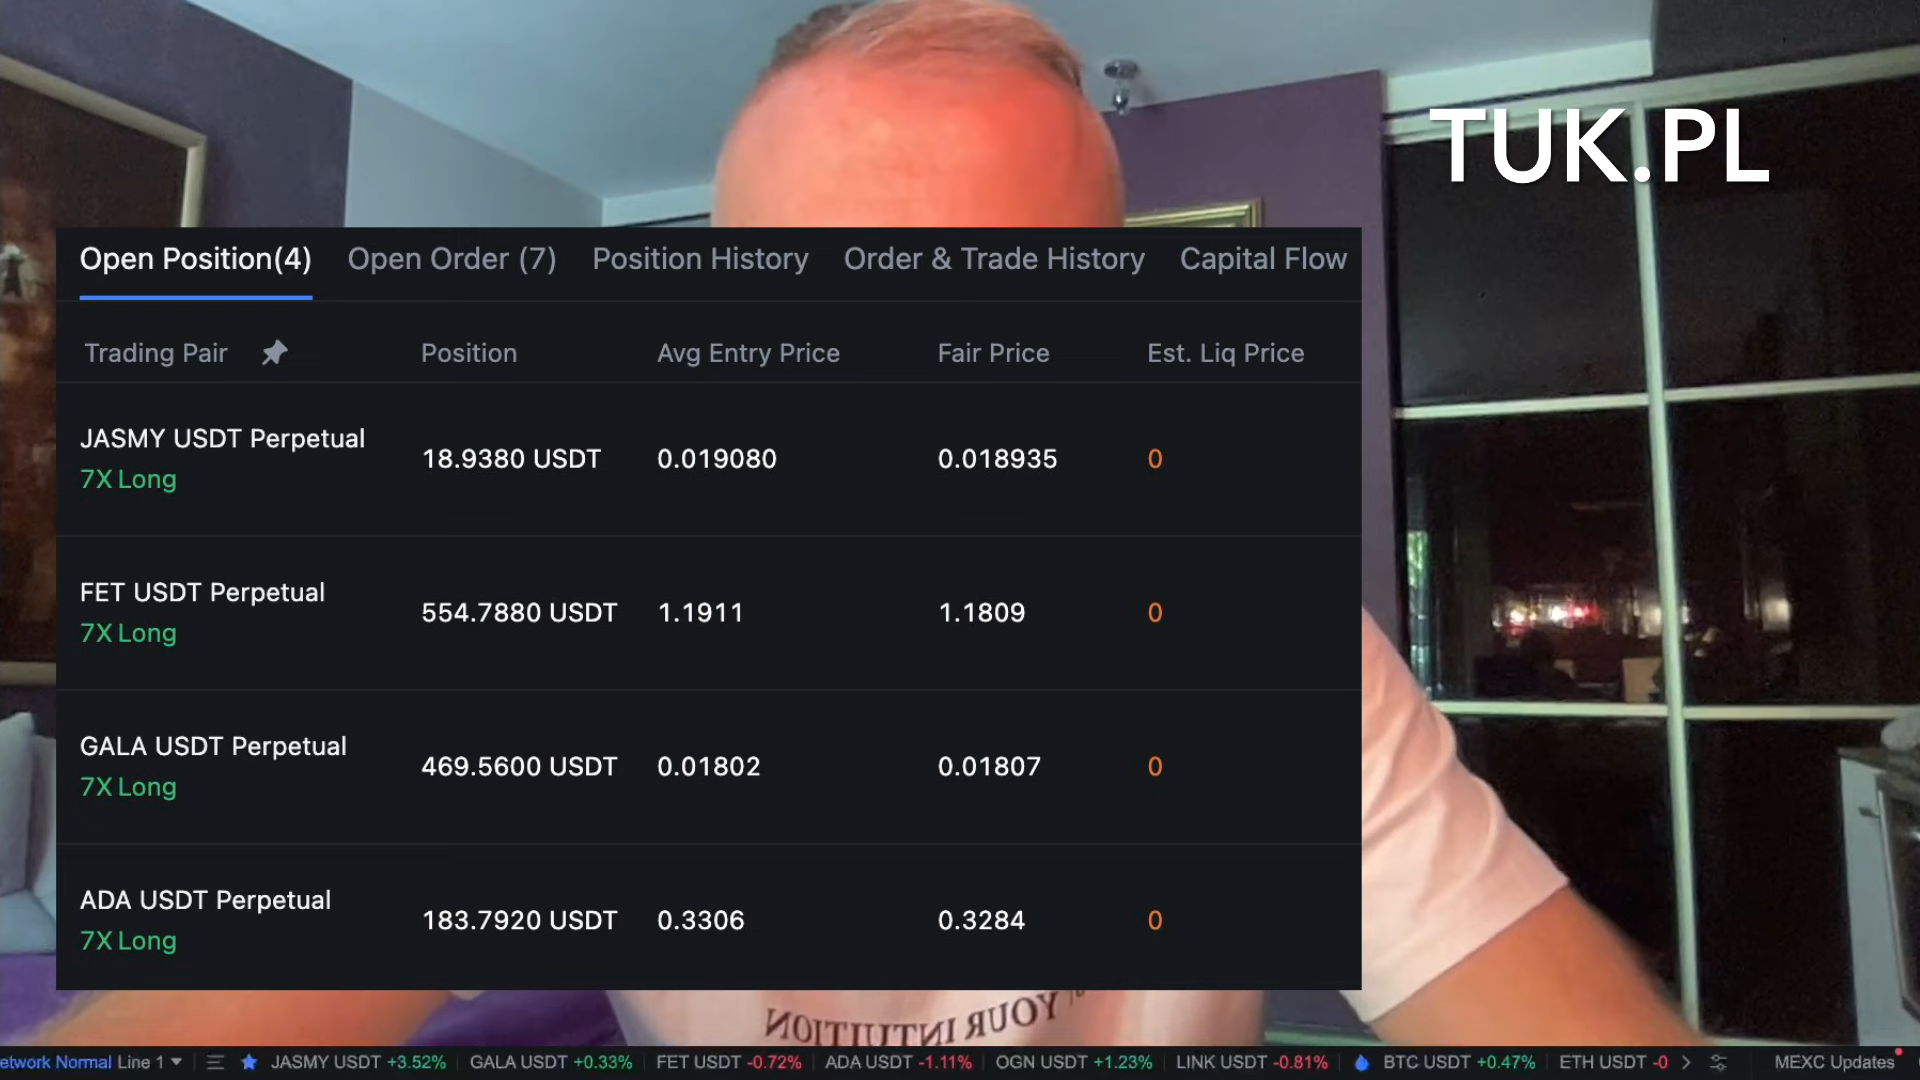 TUK.PL
Open Position(4) Open Order (7) Position History Order & Trade History Capital Flow
Trading Pair Position Avg Entry Price Fair Price Est. Liq Price
JASMY USDT Perpetual
7X Long
18.9380 USDT 0.019080 0.018935 0
FET USDT Perpetual
7X Long
554.7880 USDT 1.1911 1.1809 0
GALA USDT Perpetual
7X Long
469.5600 USDT 0.01802 0.01807 0
ADA USDT Perpetual
7X Long
183.7920 USDT 0.3306 0.3284 0
YOUR INTUITION
etwork Normal Line 1 JASMY USDT +3.52% GALA USDT +0.33% FET USDT -0.72% ADA USDT -1.11% OGN USDT +1.23% LINK USDT -0.81% BTC USDT +0.47% ETH USDT -0 MEXC Updates